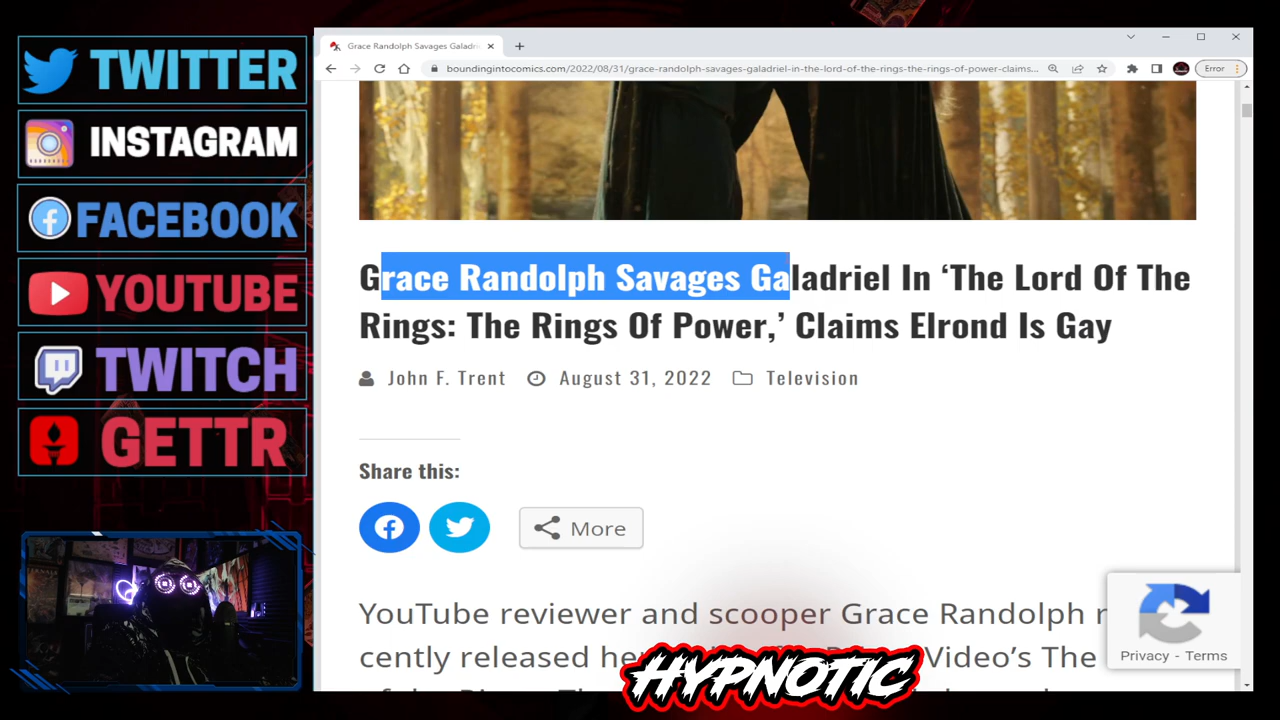 TWITTER
INSTAGRAM
FACEBOOK
YOUTUBE
TWITCH
GETTR
Grace Randolph Savages Galadri
boundingintocomics.com/2022/08/31/grace-randolph-savages-galadriel-in-the-lord-of-the-rings-the-rings-of-power-claims...
Error
Grace Randolph Savages Galadriel In ‘The Lord Of The
Rings: The Rings Of Power,’ Claims Elrond Is Gay
John F. Trent August 31, 2022 Television
Share this:
More
YouTube reviewer and scooper Grace Randolph r
cently released he Video’s The
Privacy - Terms
HYPNOTIC